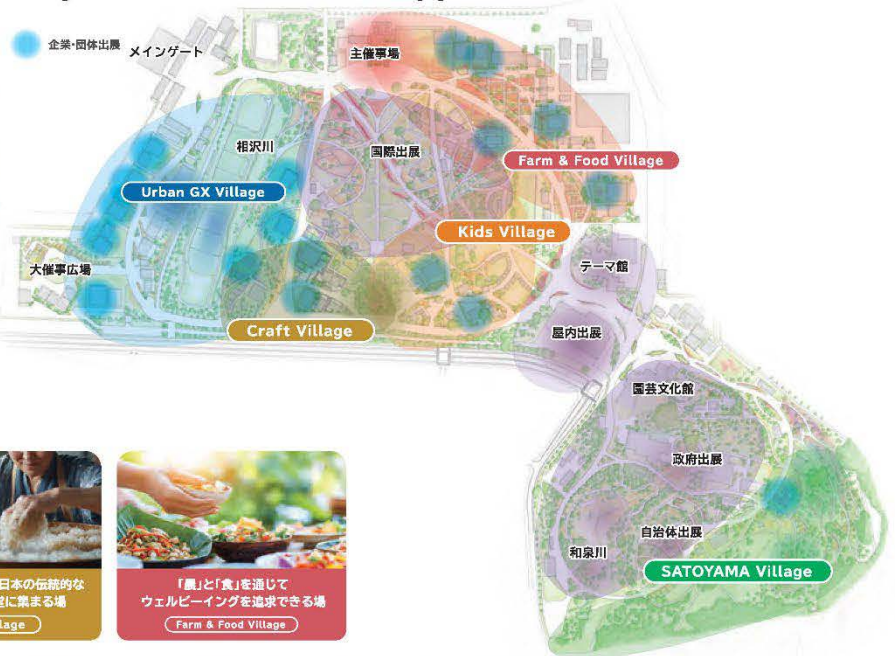 企業・団体出展
メインゲート
主催事場
相沢川
国際出展
Farm & Food Village
Urban GX Village
Kids Village
大催事広場
テーマ館
Craft Village
屋内出展
園芸文化館
政府出展
自治体出展
和泉川
SATOYAMA Village
日本の伝統的な
に集まる場
lage
「農」と「食」を通じて
ウェルビーイングを追求できる場
Farm & Food Village